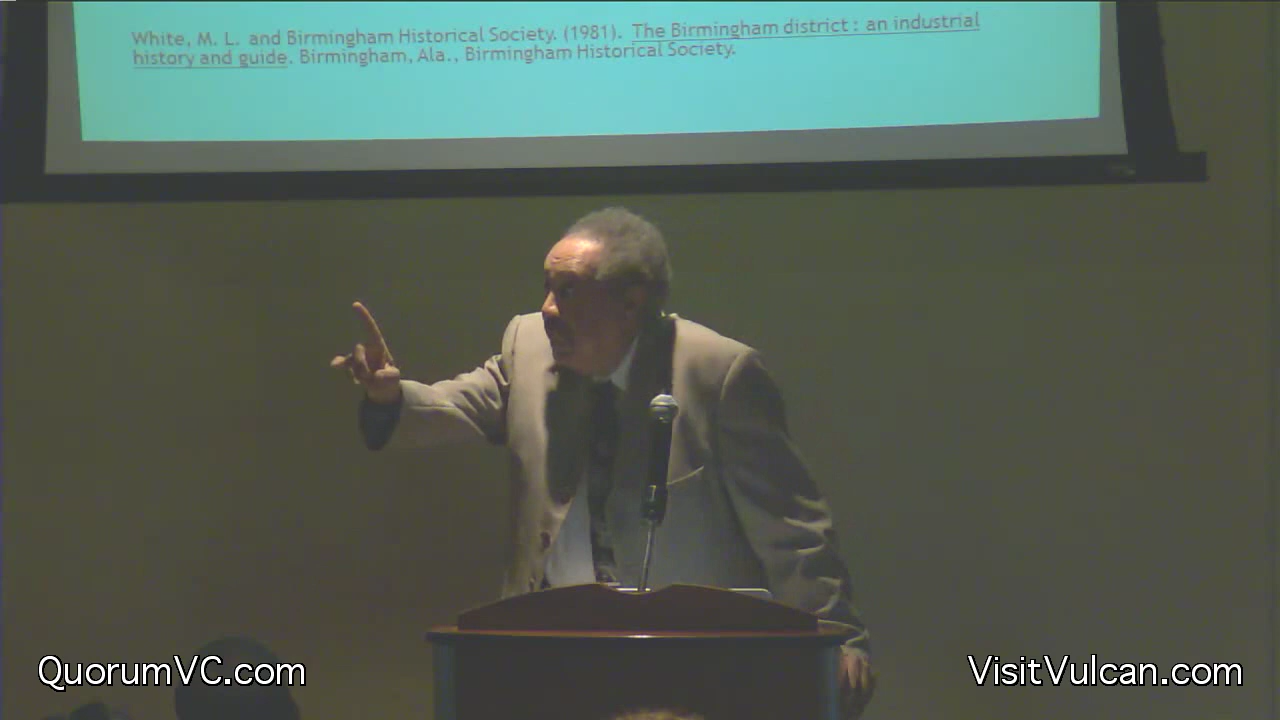 White, M. L. and Birmingham Historical Society. (1981). The Birmingham district : an industrial
history and guide. Birmingham, Ala., Birmingham Historical Society.
QuorumVC.com
VisitVulcan.com